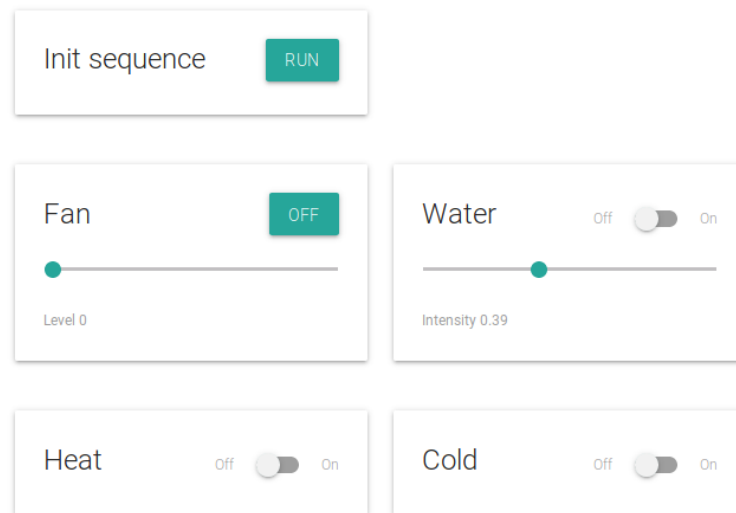 Init sequence RUN
Fan OFF
Level 0
Water Off On
Intensity 0.39
Heat Off On
Cold Off On